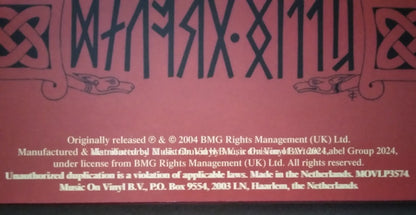 Originally released ℗ & © 2004 BMG Rights Management (UK) Ltd.
Manufactured & Label Group 2024,
under license from BMG Rights Management (UK) Ltd. All rights reserved.
Unauthorized duplication is a violation of applicable laws. Made in the Netherlands. MOVLP3574.
Music On Vinyl B.V., P.O. Box 9554, 2003 LN, Haarlem, the Netherlands.